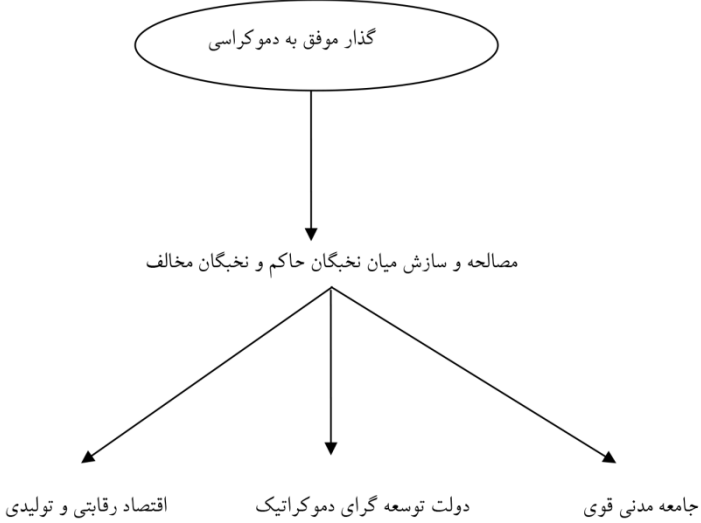 گذار موفق به دموکراسی
مصالحه و سازش میان نخبگان حاکم و نخبگان مخالف
جامعه مدنی قوی
دولت توسعه گرای دموکراتیک
اقتصاد رقابتی و تولیدی